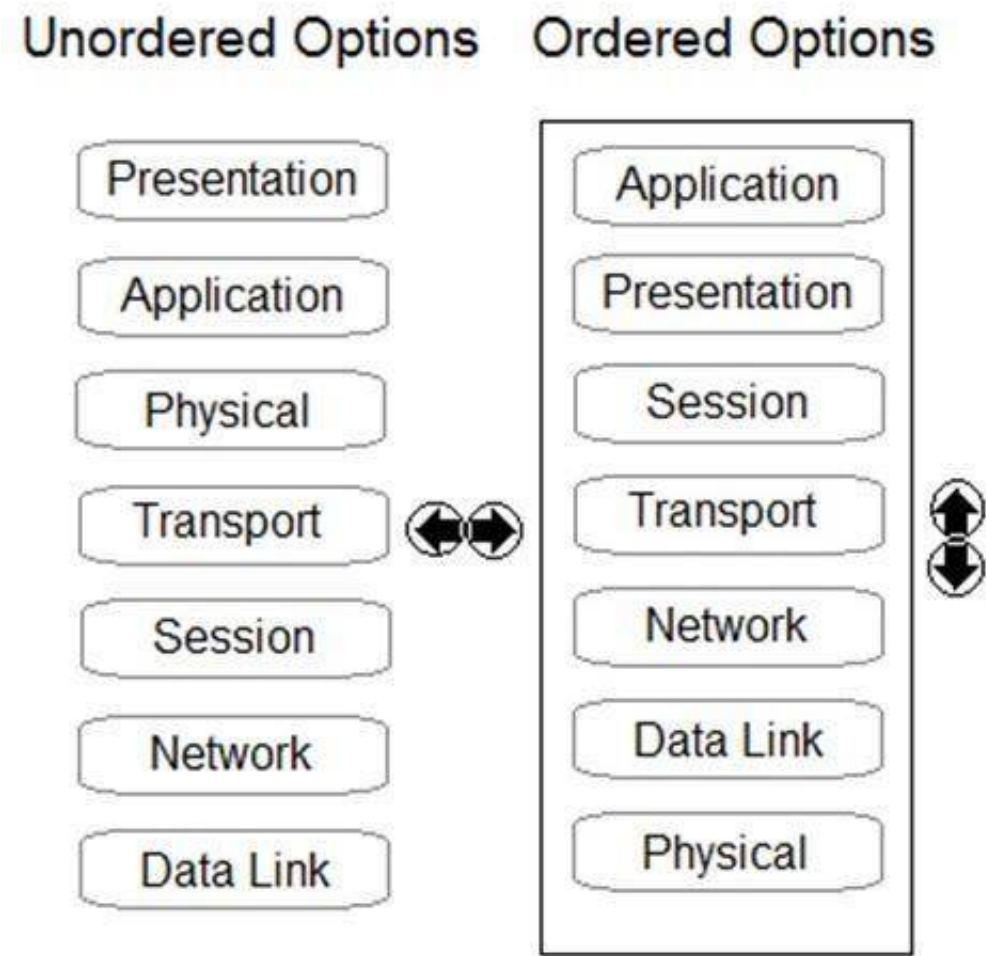 Unordered Options
Ordered Options
Presentation
Application
Physical
Transport
Session
Network
Data Link
Application
Presentation
Session
Transport
Network
Data Link
Physical